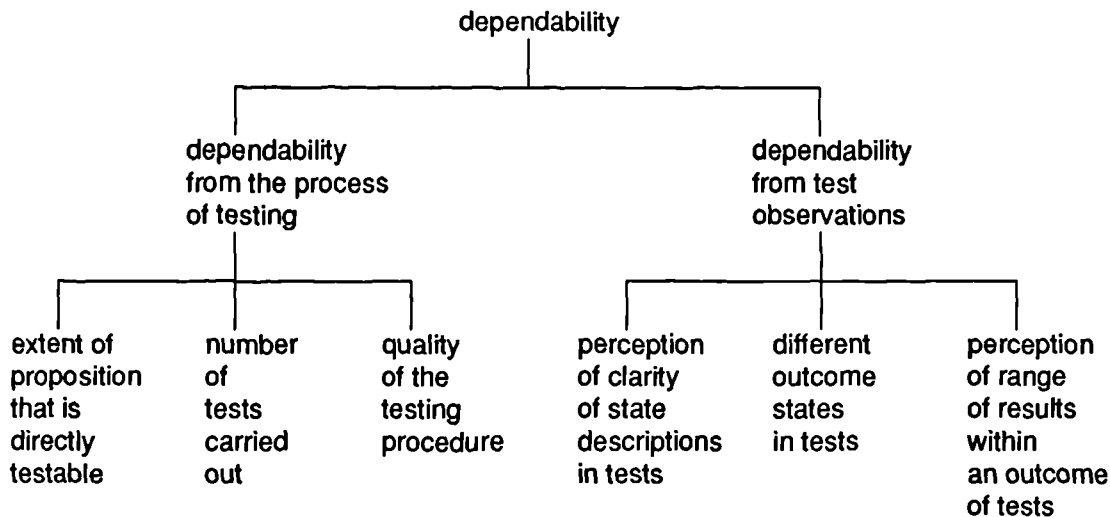 dependability
dependability
from the process
of testing
dependability
from test
observations
extent of
proposition
that is
directly
testable
number
of
tests
carried
out
quality
of the
testing
procedure
perception
of clarity
of state
descriptions
in tests
different
outcome
states
in tests
perception
of range
of results
within
an outcome
of tests